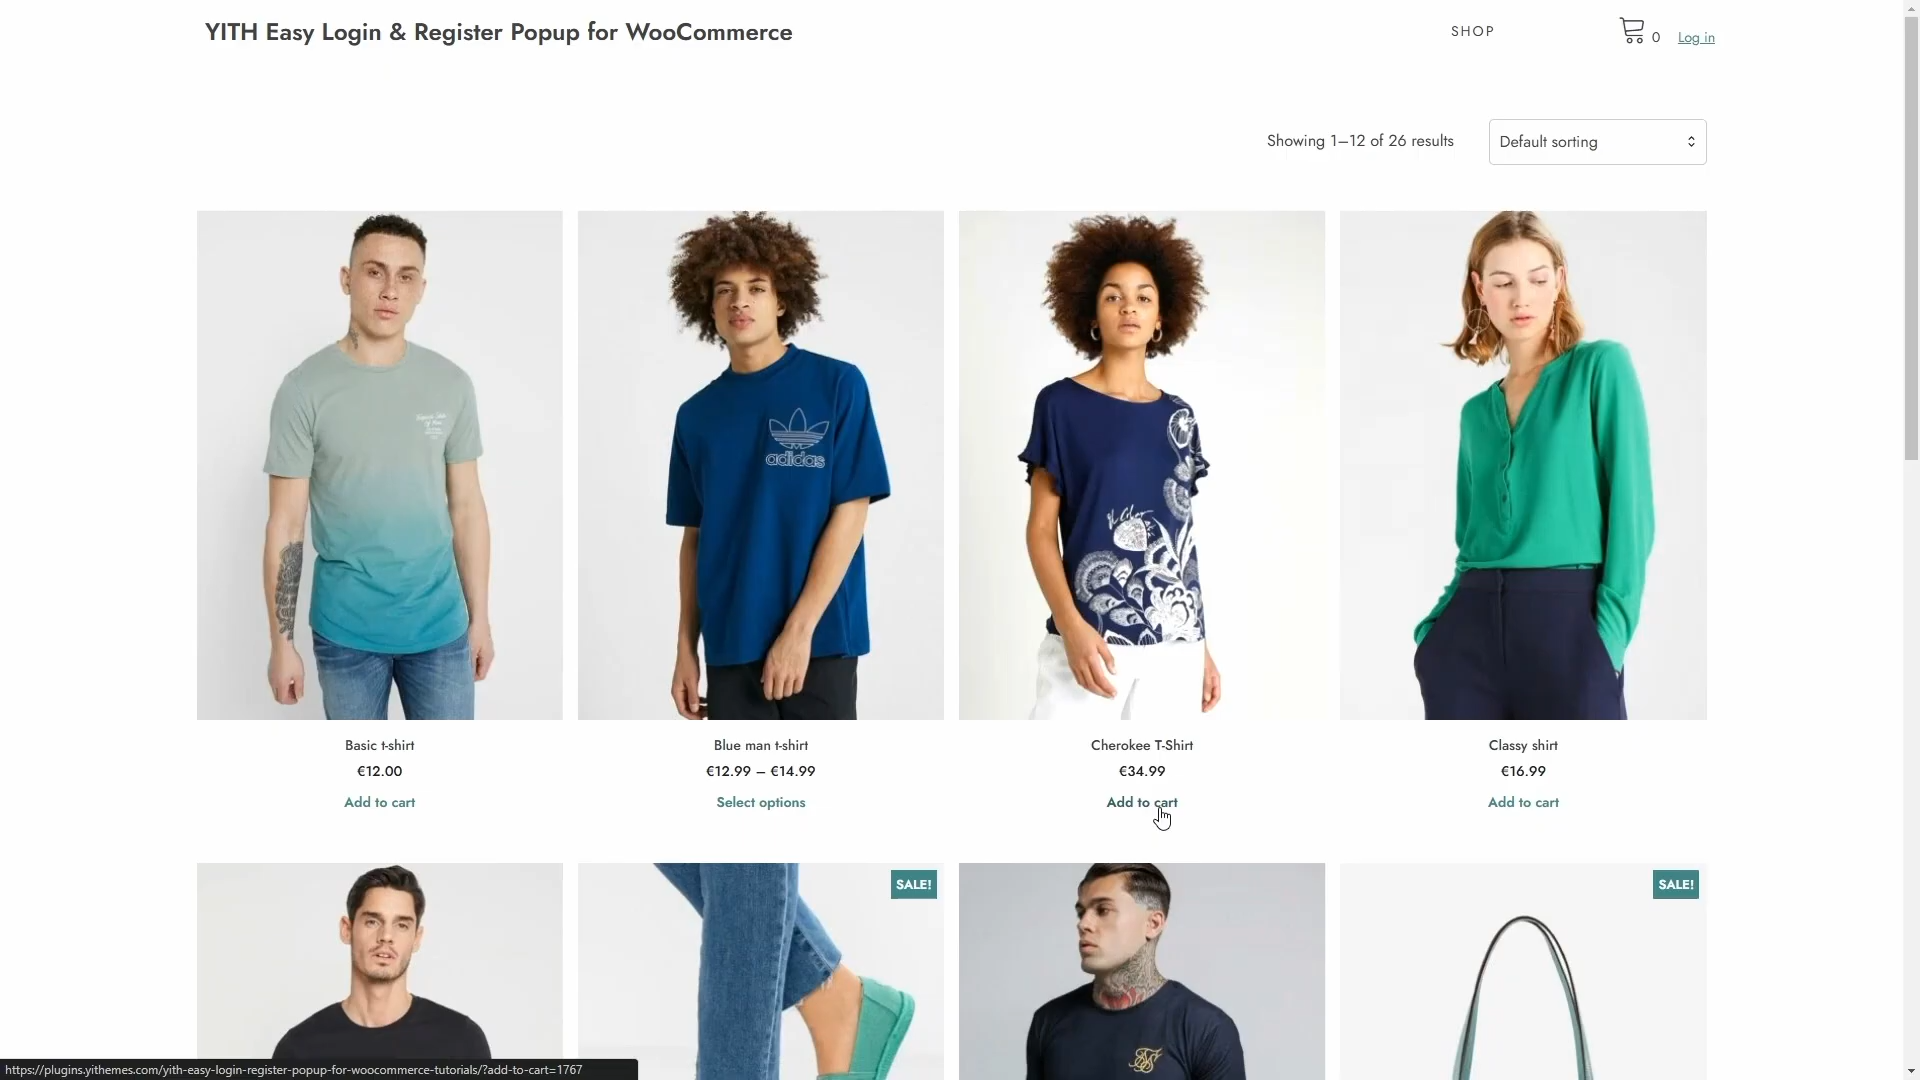 YITH Easy Login & Register Popup for WooCommerce
SHOP
0
Log in
Showing 1–12 of 26 results
Default sorting
adidas
Basic t-shirt
Blue man t-shirt
Cherokee T-Shirt
Classy shirt
€12.00
€12.99 – €14.99
€34.99
€16.99
Add to cart
Select options
Add to cart
Add to cart
SALE!
SALE!
https://plugins.yithemes.com/yith-easy-login-register-popup-for-woocommerce-tutorials/?add-to-cart=1767